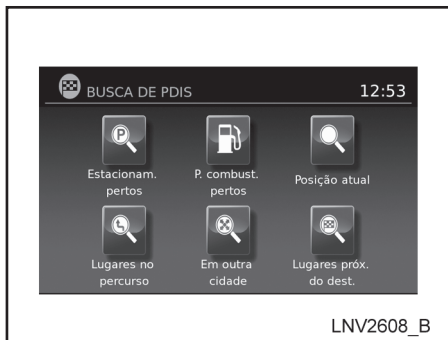 BUSCA DE PDIS 12:53
Estacionam. pertos
P. combust. pertos
Posição atual
Lugares no percurso
Em outra cidade
Lugares próx. do dest.
LNV2608_B